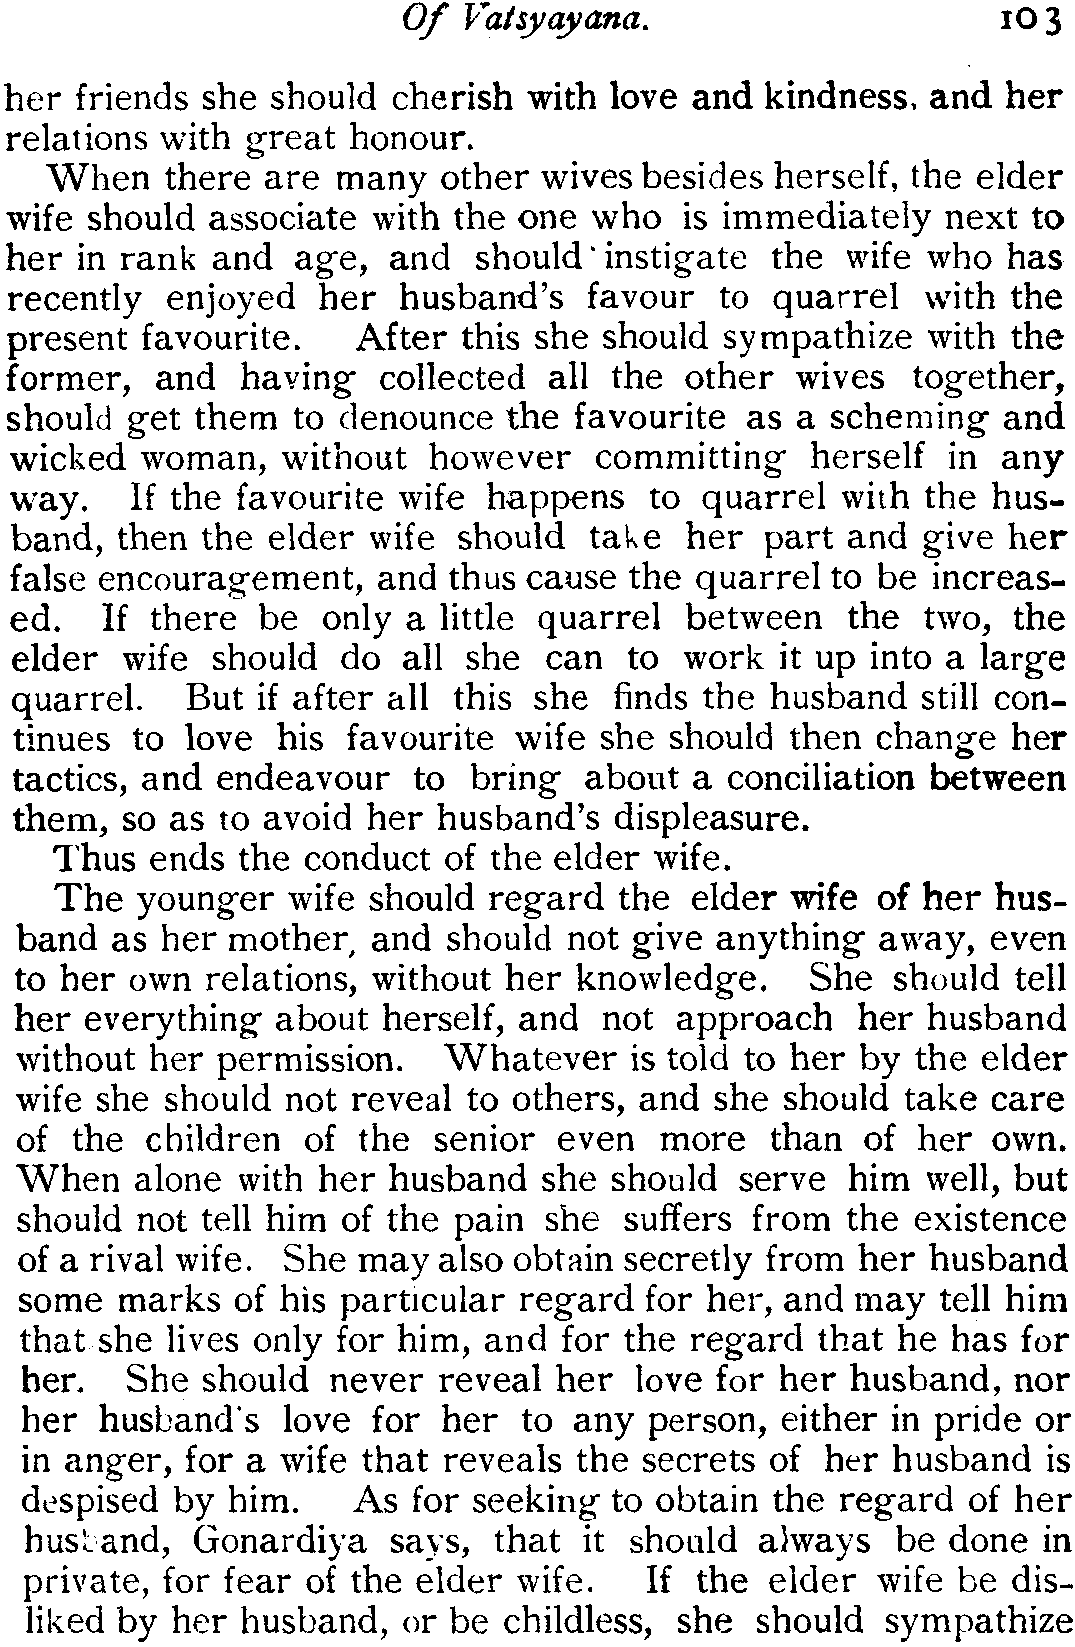 Of Vatsyayana. 103
her friends she should cherish with love and kindness, and her
relations with great honour.
When there are many other wives besides herself, the elder
wife should associate with the one who is immediately next to
her in rank and age, and should instigate the wife who has
recently enjoyed her husband's favour to quarrel with the
present favourite. After this she should sympathize with the
former, and having collected all the other wives together,
should get them to denounce the favourite as a scheming and
wicked woman, without however committing herself in any
way. If the favourite wife happens to quarrel with the hus-
band, then the elder wife should take her part and give her
false encouragement, and thus cause the quarrel to be increas-
ed. If there be only a little quarrel between the two, the
elder wife should do all she can to work it up into a large
quarrel. But if after all this she finds the husband still con-
tinues to love his favourite wife she should then change her
tactics, and endeavour to bring about a conciliation between
them, so as to avoid her husband's displeasure.
Thus ends the conduct of the elder wife.
The younger wife should regard the elder wife of her hus-
band as her mother, and should not give anything away, even
to her own relations, without her knowledge. She should tell
her everything about herself, and not approach her husband
without her permission. Whatever is told to her by the elder
wife she should not reveal to others, and she should take care
of the children of the senior even more than of her own.
When alone with her husband she should serve him well, but
should not tell him of the pain she suffers from the existence
of a rival wife. She may also obtain secretly from her husband
some marks of his particular regard for her, and may tell him
that she lives only for him, and for the regard that he has for
her. She should never reveal her love for her husband, nor
her husband's love for her to any person, either in pride or
in anger, for a wife that reveals the secrets of her husband is
despised by him. As for seeking to obtain the regard of her
husband, Gonardiya says, that it should always be done in
private, for fear of the elder wife. If the elder wife be dis-
liked by her husband, or be childless, she should sympathize